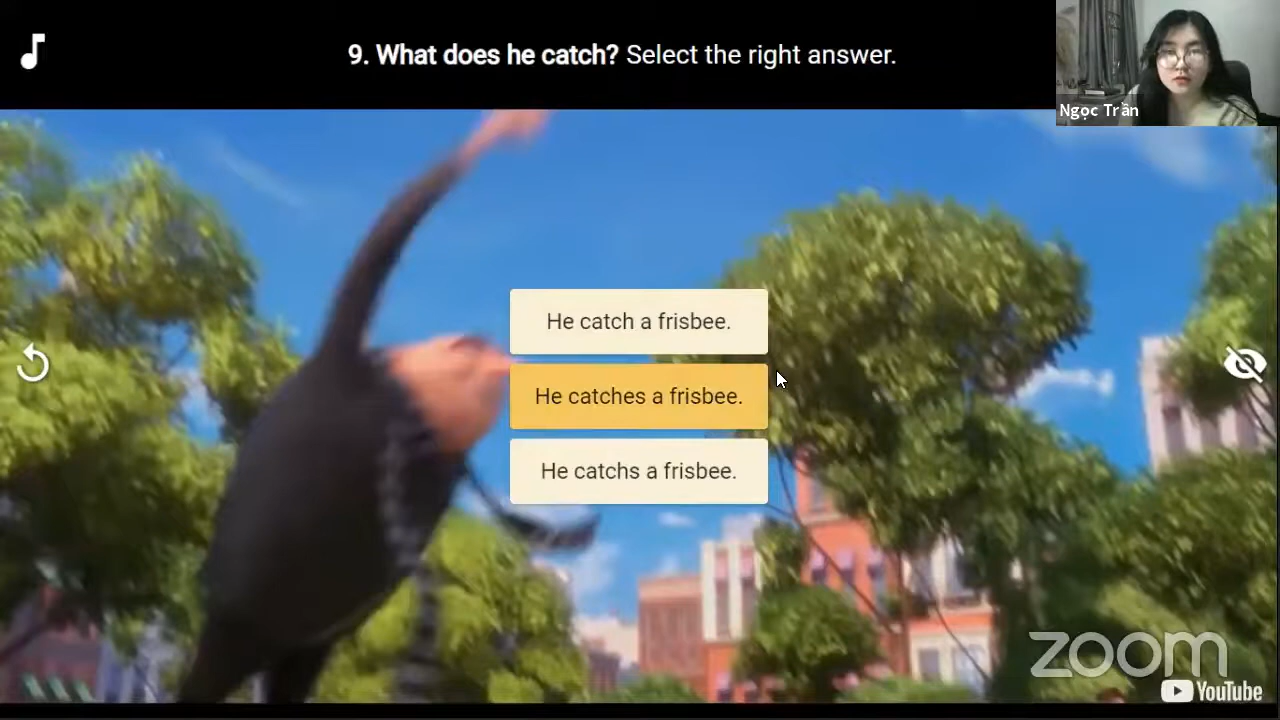 9. What does he catch? Select the right answer.
Ngọc Trần
He catch a frisbee.
He catches a frisbee.
He catchs a frisbee.
zoom
YouTube